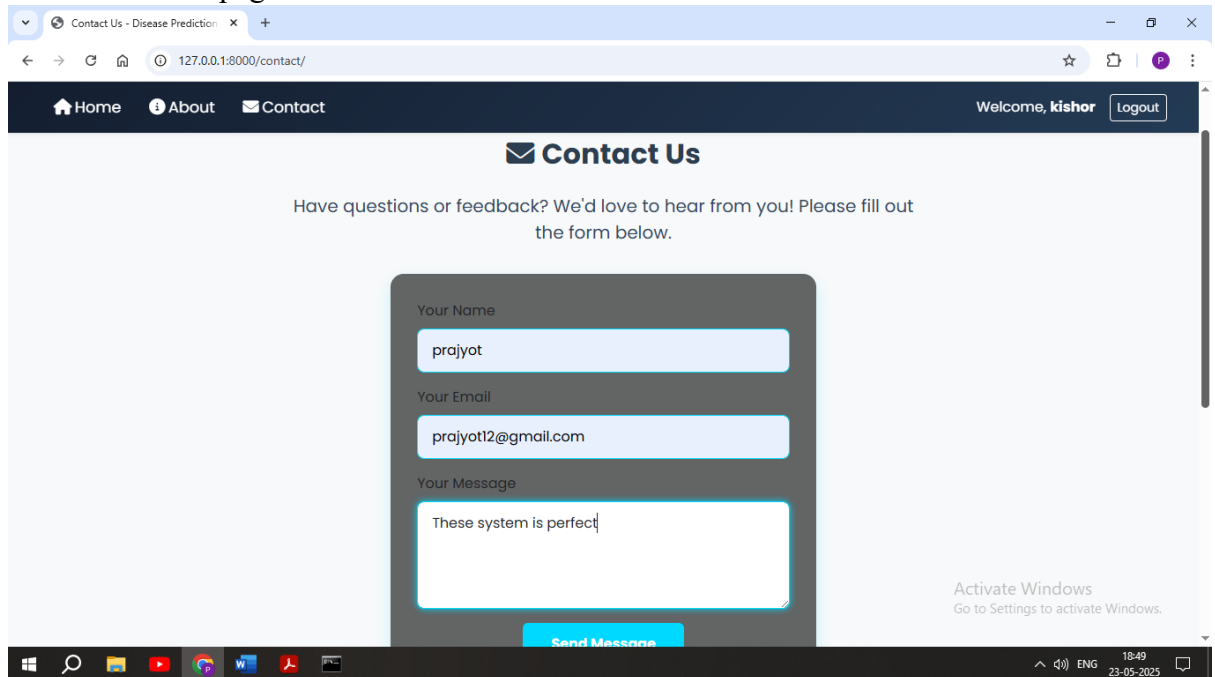 Contact Us - Disease Prediction
127.0.0.1:8000/contact/
P
Home About Contact Welcome, kishor Logout
Contact Us
Have questions or feedback? We'd love to hear from you! Please fill out
the form below.
Your Name
prajyot
Your Email
prajyot12@gmail.com
Your Message
These system is perfect
Send Message
Activate Windows
Go to Settings to activate Windows.
ENG
18:49
23-05-2025